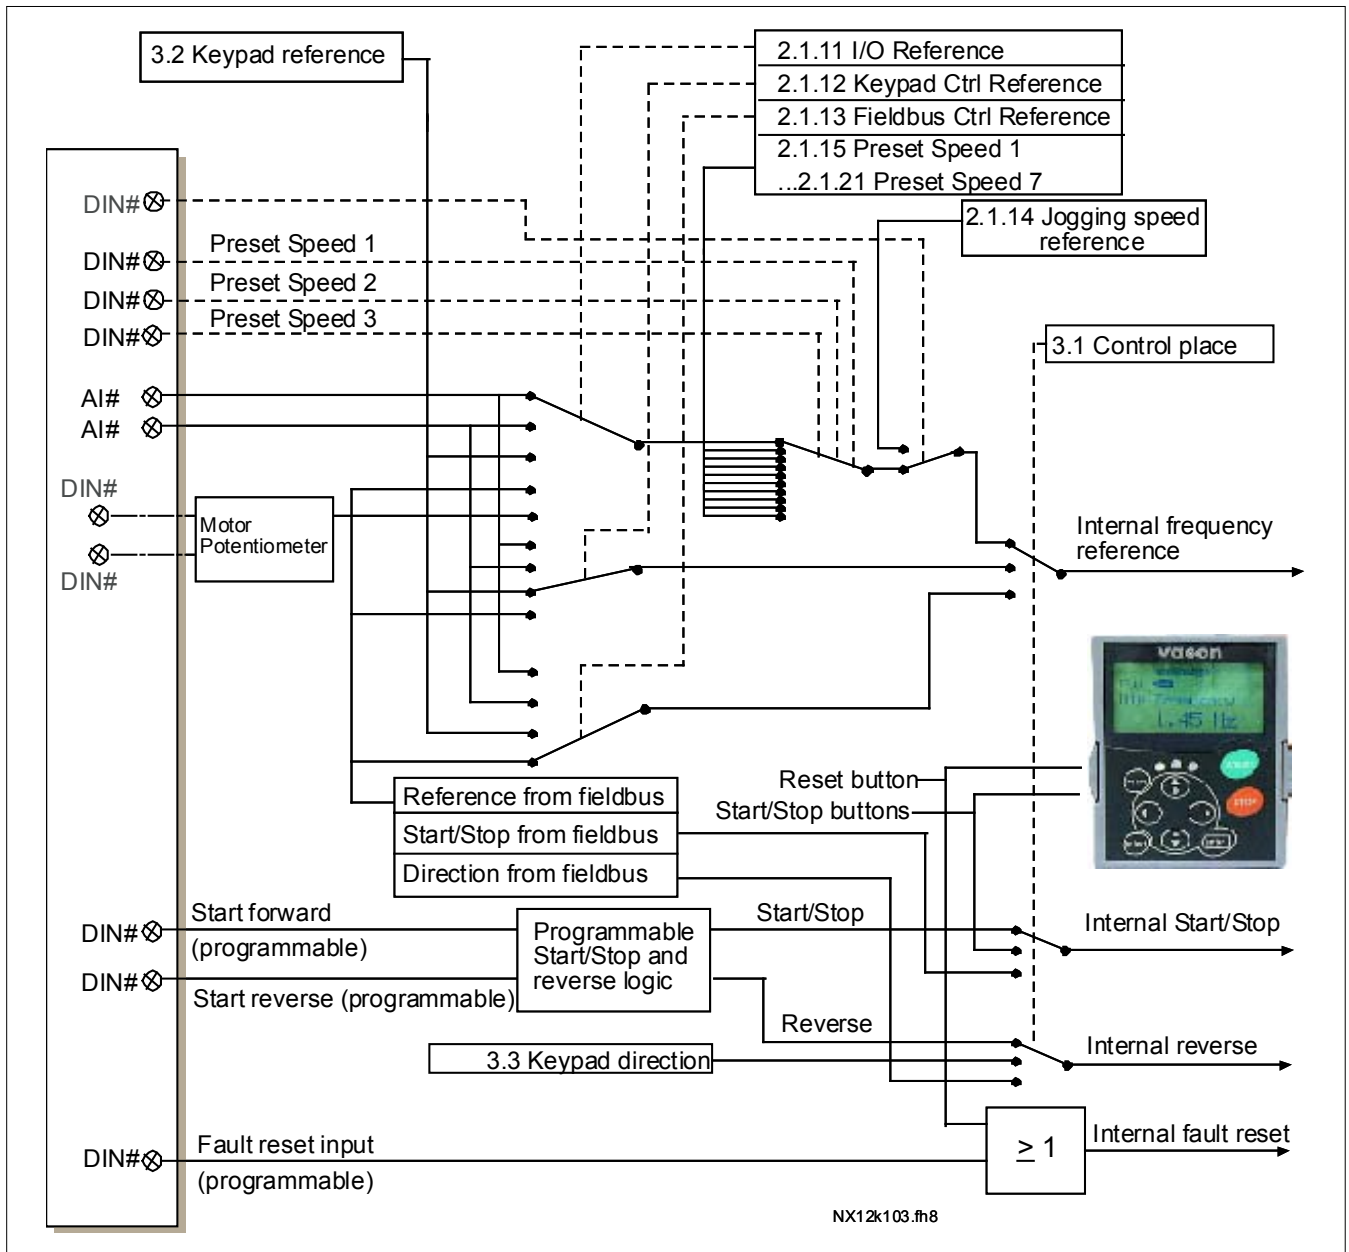 3.2 Keypad reference
2.1.11 I/O Reference
2.1.12 Keypad Ctrl Reference
2.1.13 Fieldbus Ctrl Reference
2.1.15 Preset Speed 1
...2.1.21 Preset Speed 7
2.1.14 Jogging speed
reference
DIN#
Preset Speed 1
DIN#
Preset Speed 2
DIN#
Preset Speed 3
DIN#
3.1 Control place
AI#
AI#
DIN#
Motor
Potentiometer
DIN#
Internal frequency
reference
vacon
1.45 Hz
START
STOP
Reset button
Start/Stop buttons
Reference from fieldbus
Start/Stop from fieldbus
Direction from fieldbus
Start forward
(programmable)
DIN#
DIN#
Start reverse (programmable)
Programmable
Start/Stop and
reverse logic
Start/Stop
Internal Start/Stop
Reverse
3.3 Keypad direction
Internal reverse
DIN#
Fault reset input
(programmable)
≥ 1
Internal fault reset
NX12k103.fh8